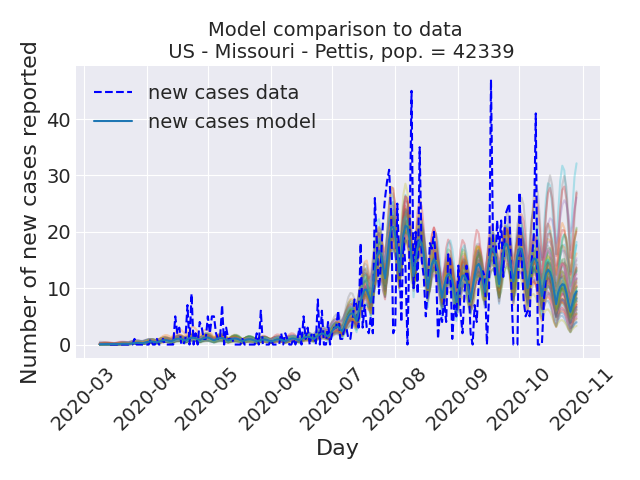 Model comparison to data
US - Missouri - Pettis, pop. = 42339
Number of new cases reported
new cases data
new cases model
40
30
20
10
0
2020-03
2020-04
2020-05
2020-06
2020-07
2020-08
2020-09
2020-10
2020-11
Day